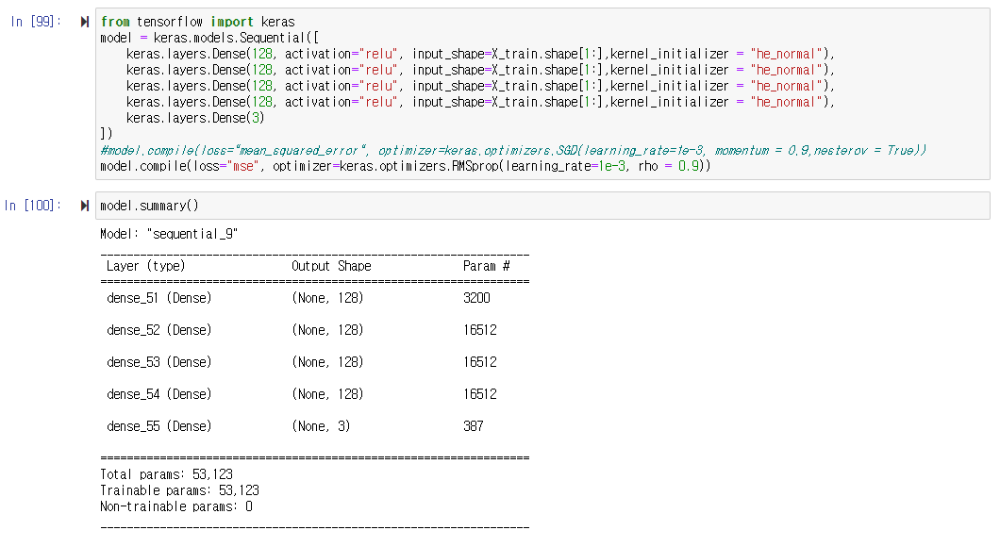 In [99]:
from tensorflow import keras
model = keras.models.Sequential([
    keras.layers.Dense(128, activation="relu", input_shape=X_train.shape[1:],kernel_initializer = "he_normal"),
    keras.layers.Dense(128, activation="relu", input_shape=X_train.shape[1:],kernel_initializer = "he_normal"),
    keras.layers.Dense(128, activation="relu", input_shape=X_train.shape[1:],kernel_initializer = "he_normal"),
    keras.layers.Dense(128, activation="relu", input_shape=X_train.shape[1:],kernel_initializer = "he_normal"),
    keras.layers.Dense(3)
])
#model.compile(loss="mean_squared_error", optimizer=keras.optimizers.SGD(learning_rate=1e-3, momentum = 0.9,nesterov = True))
model.compile(loss="mse", optimizer=keras.optimizers.RMSprop(learning_rate=1e-3, rho = 0.9))
In [100]:
model.summary()
Model: "sequential_9"
_________________________________________________________________
Layer (type) Output Shape Param #
=================================================================
dense_51 (Dense) (None, 128) 3200
dense_52 (Dense) (None, 128) 16512
dense_53 (Dense) (None, 128) 16512
dense_54 (Dense) (None, 128) 16512
dense_55 (Dense) (None, 3) 387
=================================================================
Total params: 53,123
Trainable params: 53,123
Non-trainable params: 0
_________________________________________________________________